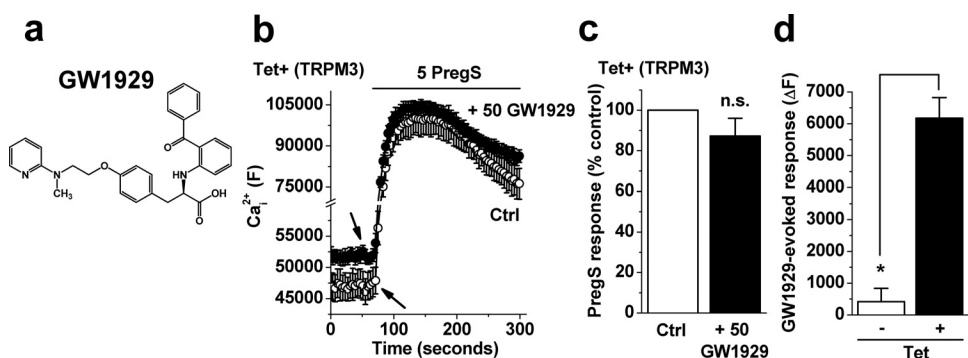 a
GW1929
N
N
CH₃
O
O
HN
OH
O
b
Tet+ (TRPM3)
5 PregS
+ 50 GW1929
Ctrl
Ca²⁺ᵢ (F)
105000
90000
75000
55000
50000
45000
0 100 200 300
Time (seconds)
c
Tet+ (TRPM3)
n.s.
PregS response (% control)
100
80
60
40
20
0
Ctrl + 50
GW1929
d
GW1929-evoked response (ΔF)
7000
6000
5000
4000
3000
2000
1000
0
*
- +
Tet